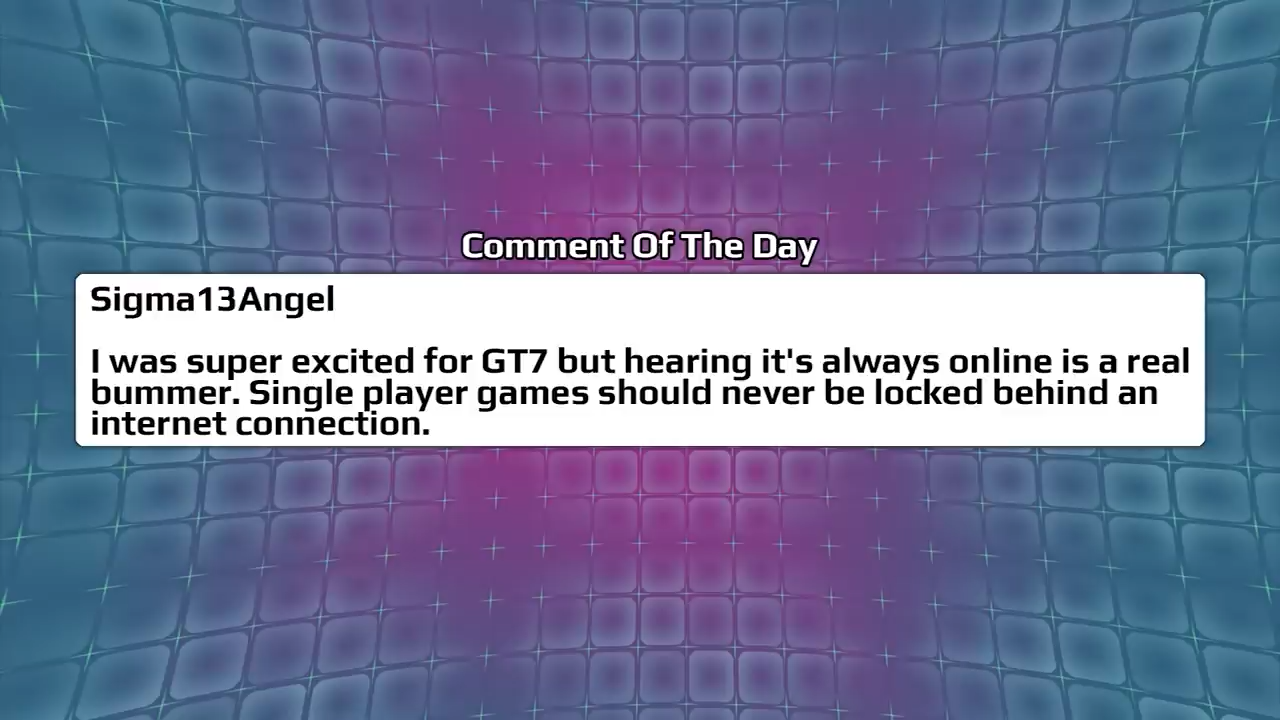 Comment Of The Day
Sigma13Angel
I was super excited for GT7 but hearing it's always online is a real
bummer. Single player games should never be locked behind an
internet connection.